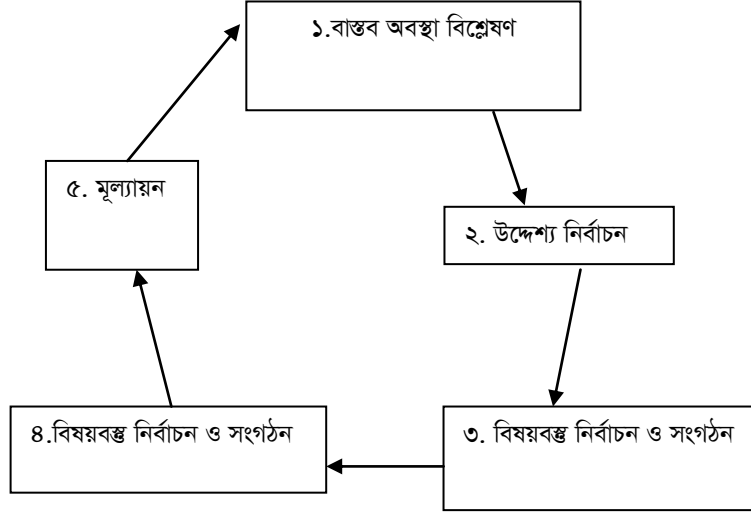 ১.বাস্তব অবস্থা বিশ্লেষণ
২. উদ্দেশ্য নির্বাচন
৩. বিষয়বস্তু নির্বাচন ও সংগঠন
৪.বিষয়বস্তু নির্বাচন ও সংগঠন
৫. মূল্যায়ন